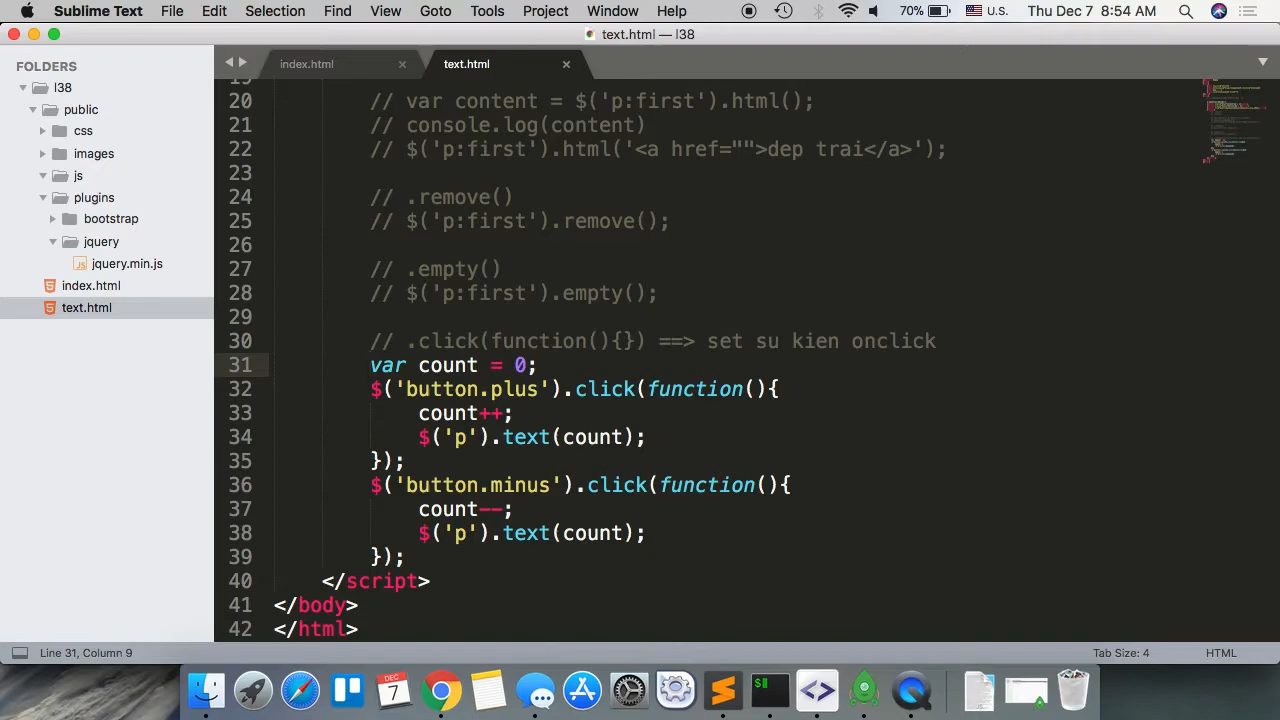 Sublime Text File Edit Selection Find View Goto Tools Project Window Help 70% U.S. Thu Dec 7 8:54 AM
text.html — l38
FOLDERS
l38
public
css
images
js
plugins
bootstrap
jquery
jquery.min.js
index.html
text.html
index.html text.html
19
20 // var content = $('p:first').html();
21 // console.log(content)
22 // $('p:first').html('<a href="">dep trai</a>');
23
24 // .remove()
25 // $('p:first').remove();
26
27 // .empty()
28 // $('p:first').empty();
29
30 // .click(function(){}) ==> set su kien onclick
31 var count = 0;
32 $('button.plus').click(function(){
33 count++;
34 $('p').text(count);
35 });
36 $('button.minus').click(function(){
37 count--;
38 $('p').text(count);
39 });
40 </script>
41 </body>
42 </html>
Line 31, Column 9 Tab Size: 4 HTML
DEC
7